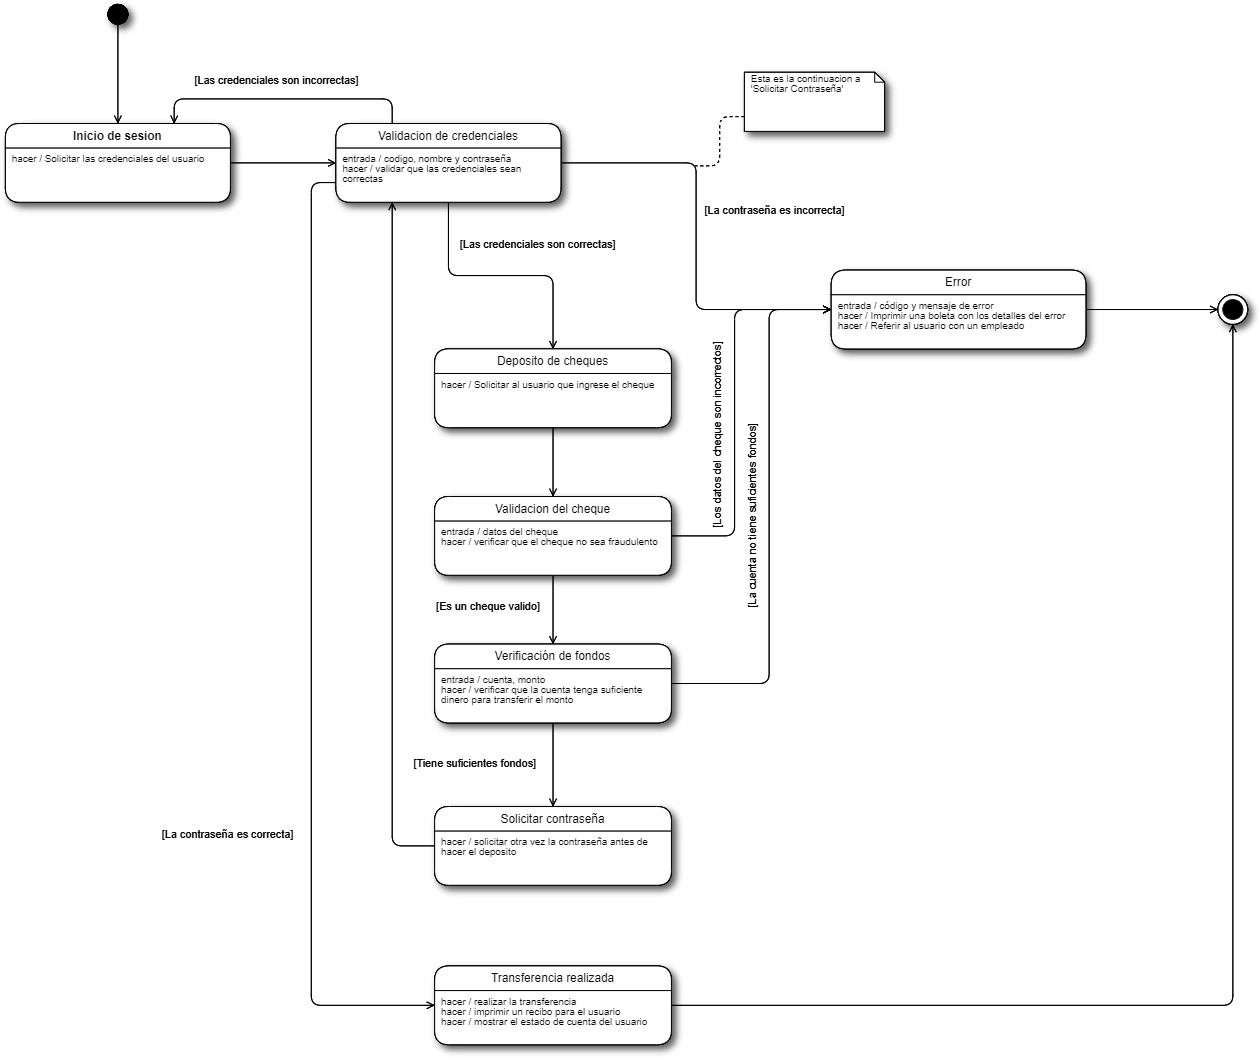 [Las credenciales son incorrectas]
Esta es la continuacion a
'Solicitar Contraseña'
Inicio de sesion
hacer / Solicitar las credenciales del usuario
Validacion de credenciales
entrada / codigo, nombre y contraseña
hacer / validar que las credenciales sean
correctas
[La contraseña es incorrecta]
[Las credenciales son correctas]
Error
entrada / código y mensaje de error
hacer / Imprimir una boleta con los detalles del error
hacer / Referir al usuario con un empleado
Deposito de cheques
hacer / Solicitar al usuario que ingrese el cheque
[Los datos del cheque son incorrectos]
[La cuenta no tiene suficientes fondos]
Validacion del cheque
entrada / datos del cheque
hacer / verificar que el cheque no sea fraudulento
[Es un cheque valido]
Verificación de fondos
entrada / cuenta, monto
hacer / verificar que la cuenta tenga suficiente
dinero para transferir el monto
[Tiene suficientes fondos]
Solicitar contraseña
hacer / solicitar otra vez la contraseña antes de
hacer el deposito
[La contraseña es correcta]
Transferencia realizada
hacer / realizar la transferencia
hacer / imprimir un recibo para el usuario
hacer / mostrar el estado de cuenta del usuario